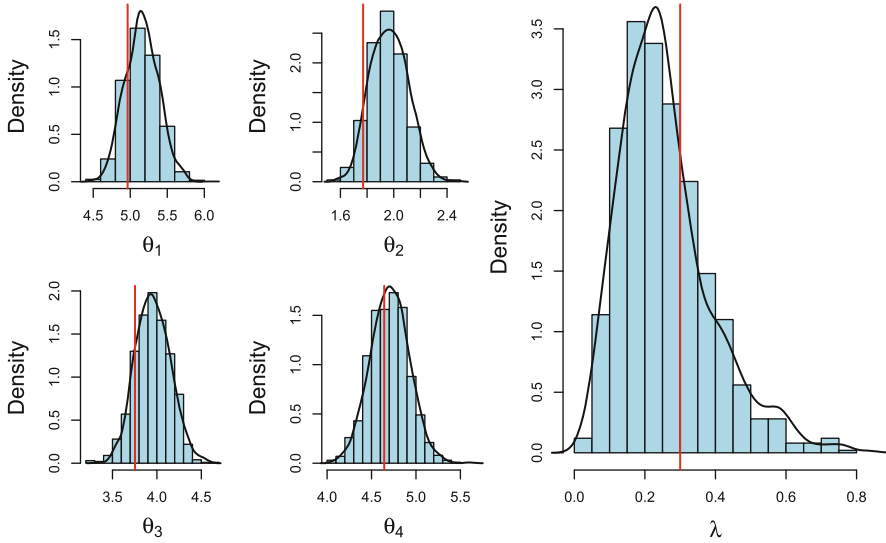 Density
0.0 0.5 1.0 1.5
4.5 5.0 5.5 6.0
θ1
Density
0.0 1.0 2.0
1.6 2.0 2.4
θ2
Density
0.0 0.5 1.0 1.5 2.0
3.5 4.0 4.5
θ3
Density
0.0 0.5 1.0 1.5
4.0 4.5 5.0 5.5
θ4
Density
0.0 0.5 1.0 1.5 2.0 2.5 3.0 3.5
0.0 0.2 0.4 0.6 0.8
λ